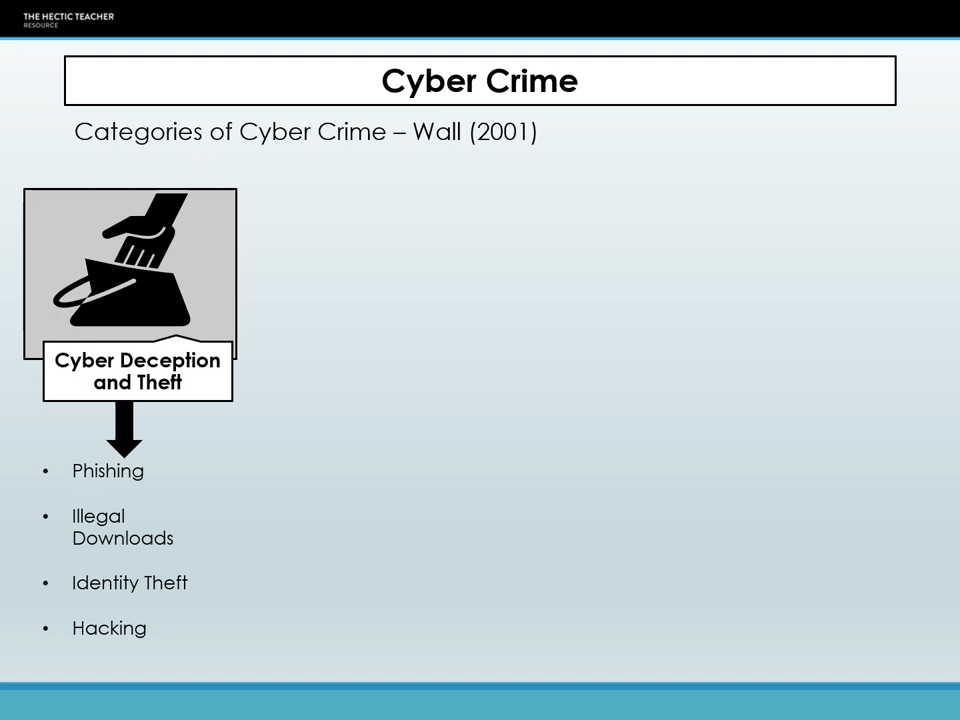 THE HECTIC TEACHER
RESOURCE
Cyber Crime
Categories of Cyber Crime – Wall (2001)
Cyber Deception
and Theft
• Phishing
• Illegal
Downloads
• Identity Theft
• Hacking